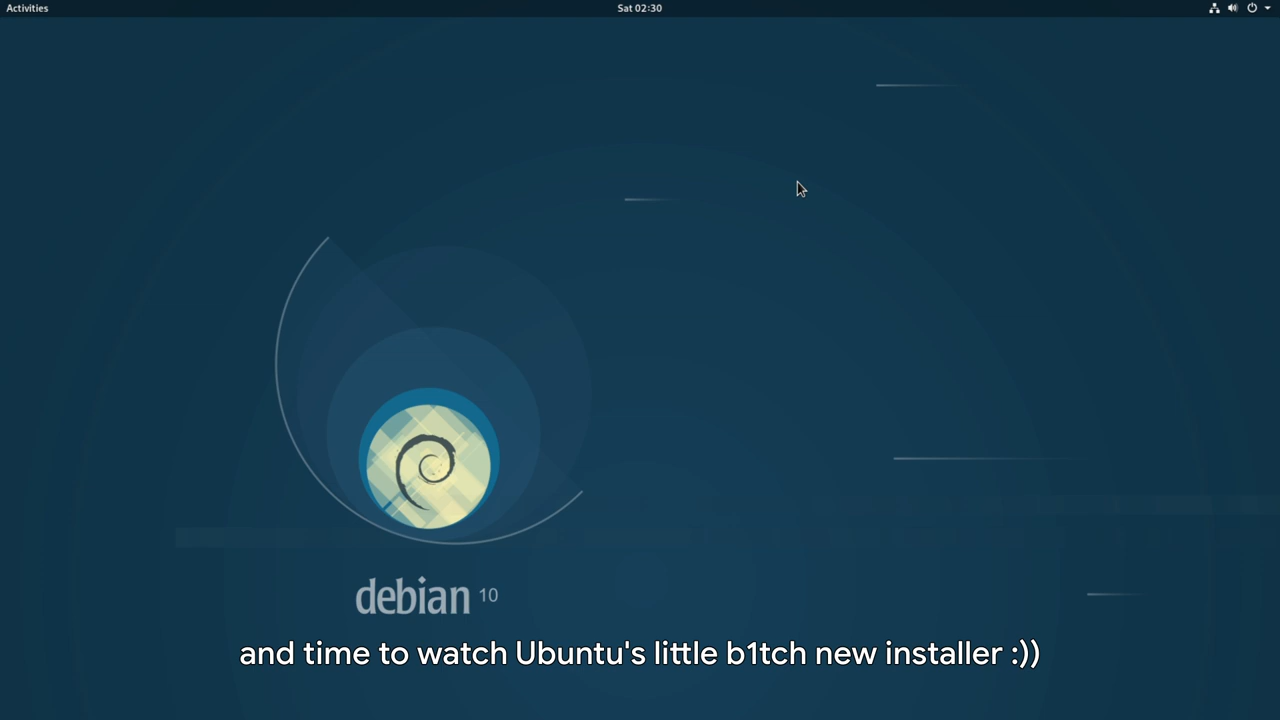 Activities
Sat 02:30
debian 10
and time to watch Ubuntu's little b1tch new installer :))